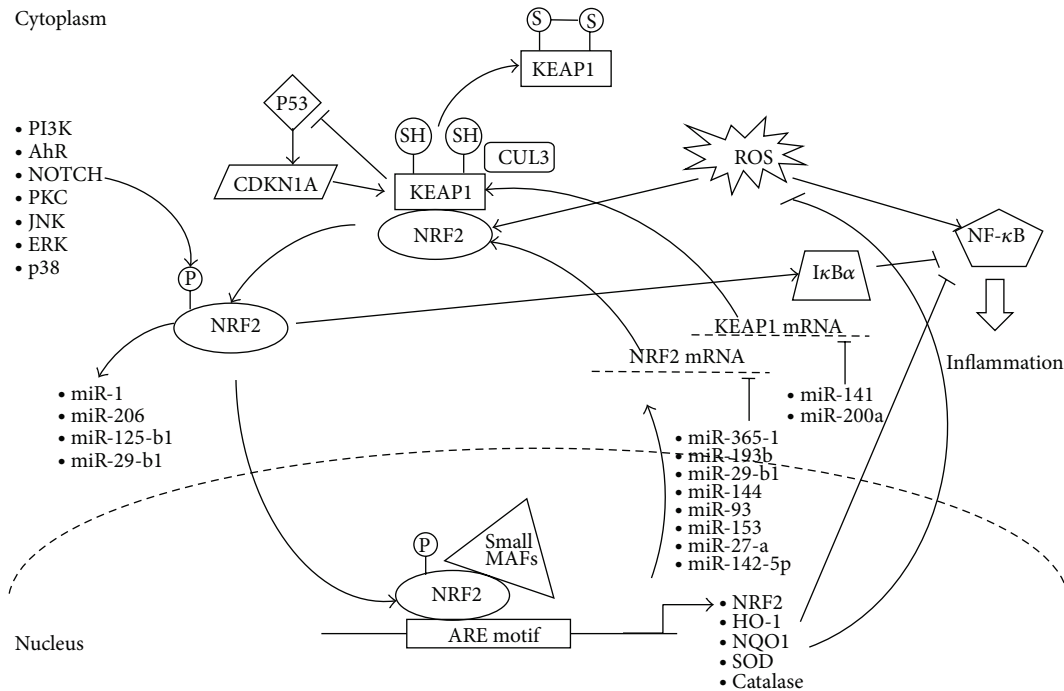 Cytoplasm
S
S
KEAP1
P53
• PI3K
• AhR
• NOTCH
• PKC
• JNK
• ERK
• p38
SH
SH
CUL3
ROS
CDKN1A
KEAP1
NRF2
NF-κB
IκBα
P
NRF2
KEAP1 mRNA
NRF2 mRNA
Inflammation
• miR-1
• miR-206
• miR-125-b1
• miR-29-b1
• miR-141
• miR-200a
• miR-365-1
• miR-193b
• miR-29-b1
• miR-144
• miR-93
• miR-153
• miR-27-a
• miR-142-5p
P
Small
MAFs
NRF2
ARE motif
• NRF2
• HO-1
• NQO1
• SOD
• Catalase
Nucleus